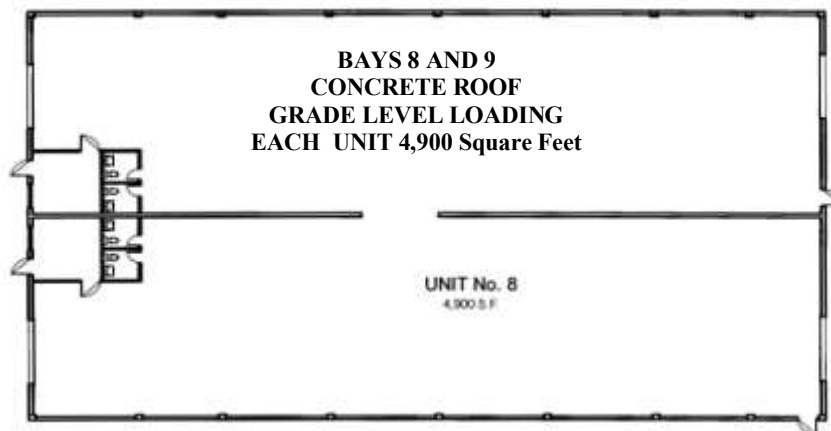 BAYS 8 AND 9
CONCRETE ROOF
GRADE LEVEL LOADING
EACH UNIT 4,900 Square Feet
UNIT No. 8
4,900 S.F.